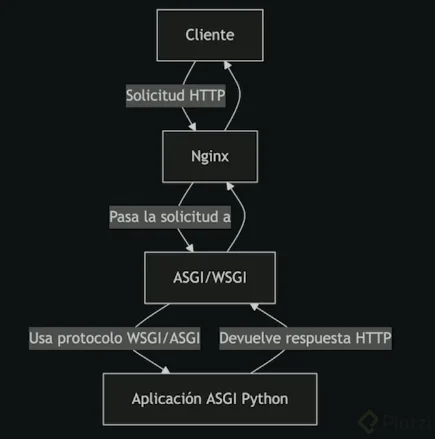 Cliente
Solicitud HTTP
Nginx
Pasa la solicitud a
ASGI/WSGI
Usa protocolo WSGI/ASGI
Devuelve respuesta HTTP
Aplicación ASGI Python